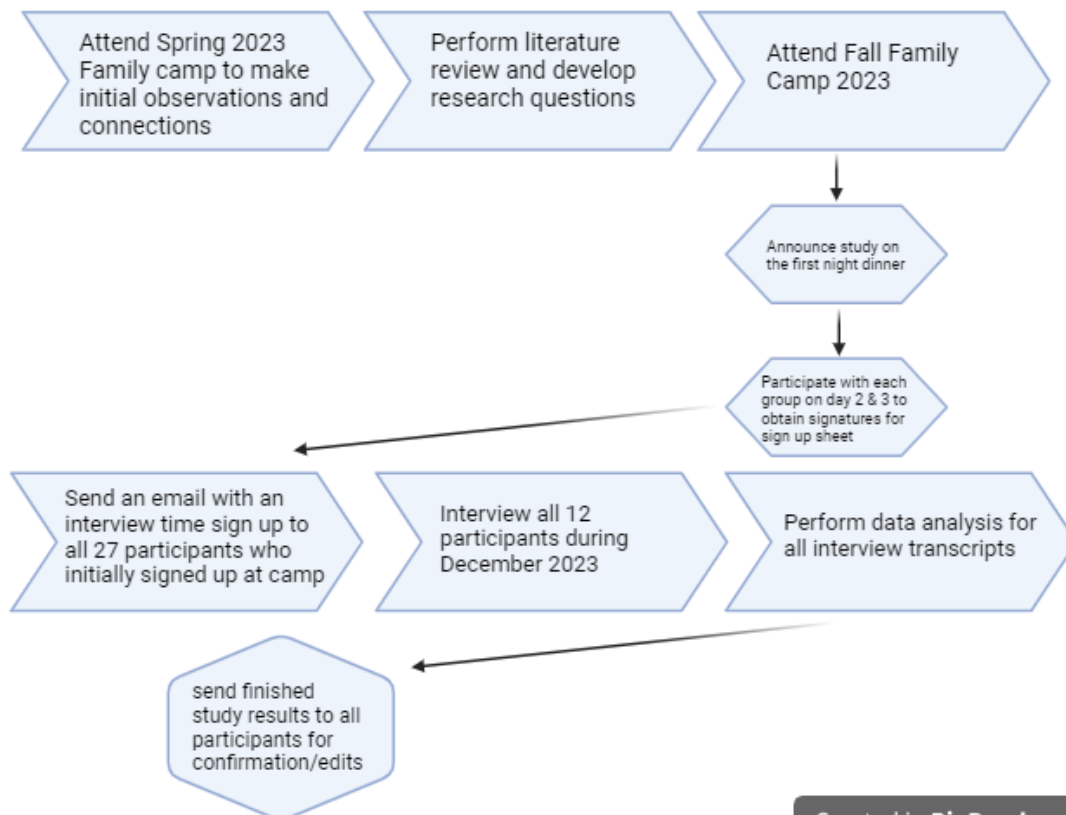 Attend Spring 2023
Family camp to make
initial observations and
connections
Perform literature
review and develop
research questions
Attend Fall Family
Camp 2023
Announce study on
the first night dinner
Participate with each
group on day 2 & 3 to
obtain signatures for
sign up sheet
Send an email with an
interview time sign up to
all 27 participants who
initially signed up at camp
Interview all 12
participants during
December 2023
Perform data analysis for
all interview transcripts
send finished
study results to all
participants for
confirmation/edits